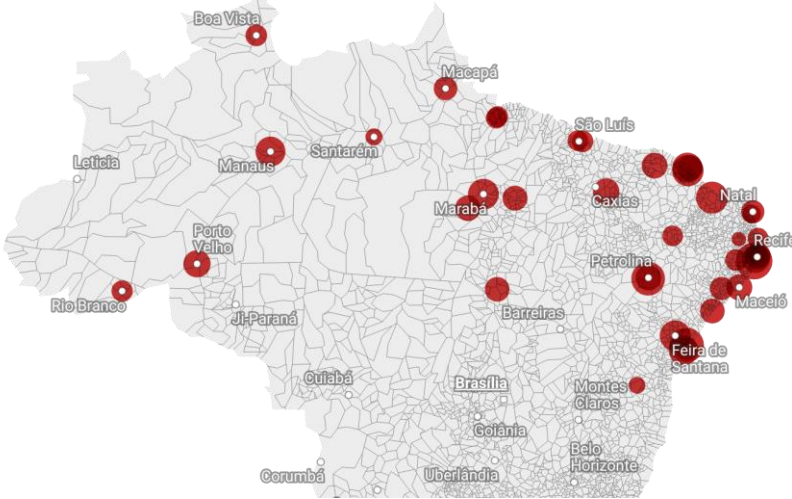 Boa Vista
Macapá
São Luís
Santarém
Manaus
Leticia
Natal
Caxias
Marabá
Porto
Velho
Recife
Petrolina
Rio Branco
Maceió
Barreiras
Ji-Paraná
Feira de
Santana
Cuiabá
Brasília
Montes
Claros
Goiânia
Belo
Horizonte
Corumbá
Uberlândia